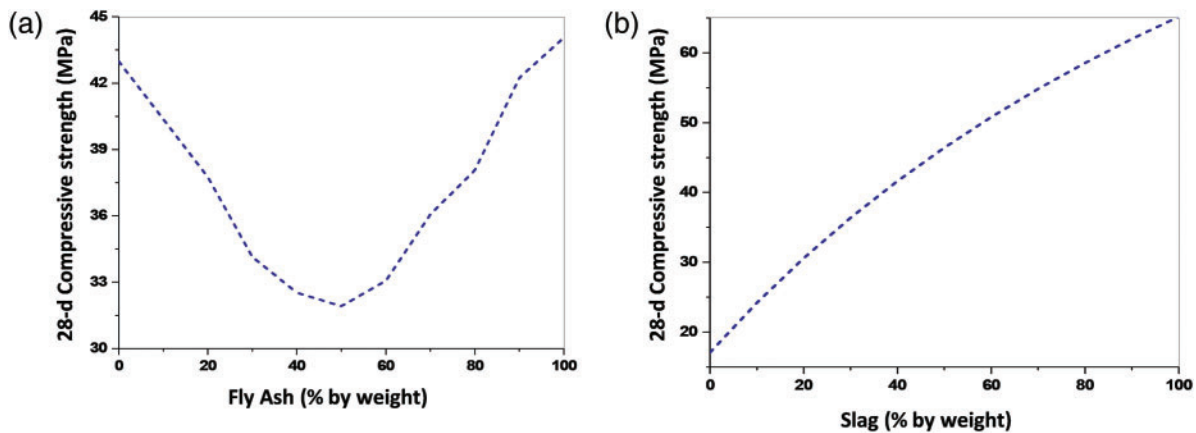 (a)
45
42
39
36
33
30
28-d Compressive strength (MPa)
0 20 40 60 80 100
Fly Ash (% by weight)
(b)
60
50
40
30
20
28-d Compressive strength (MPa)
0 20 40 60 80 100
Slag (% by weight)